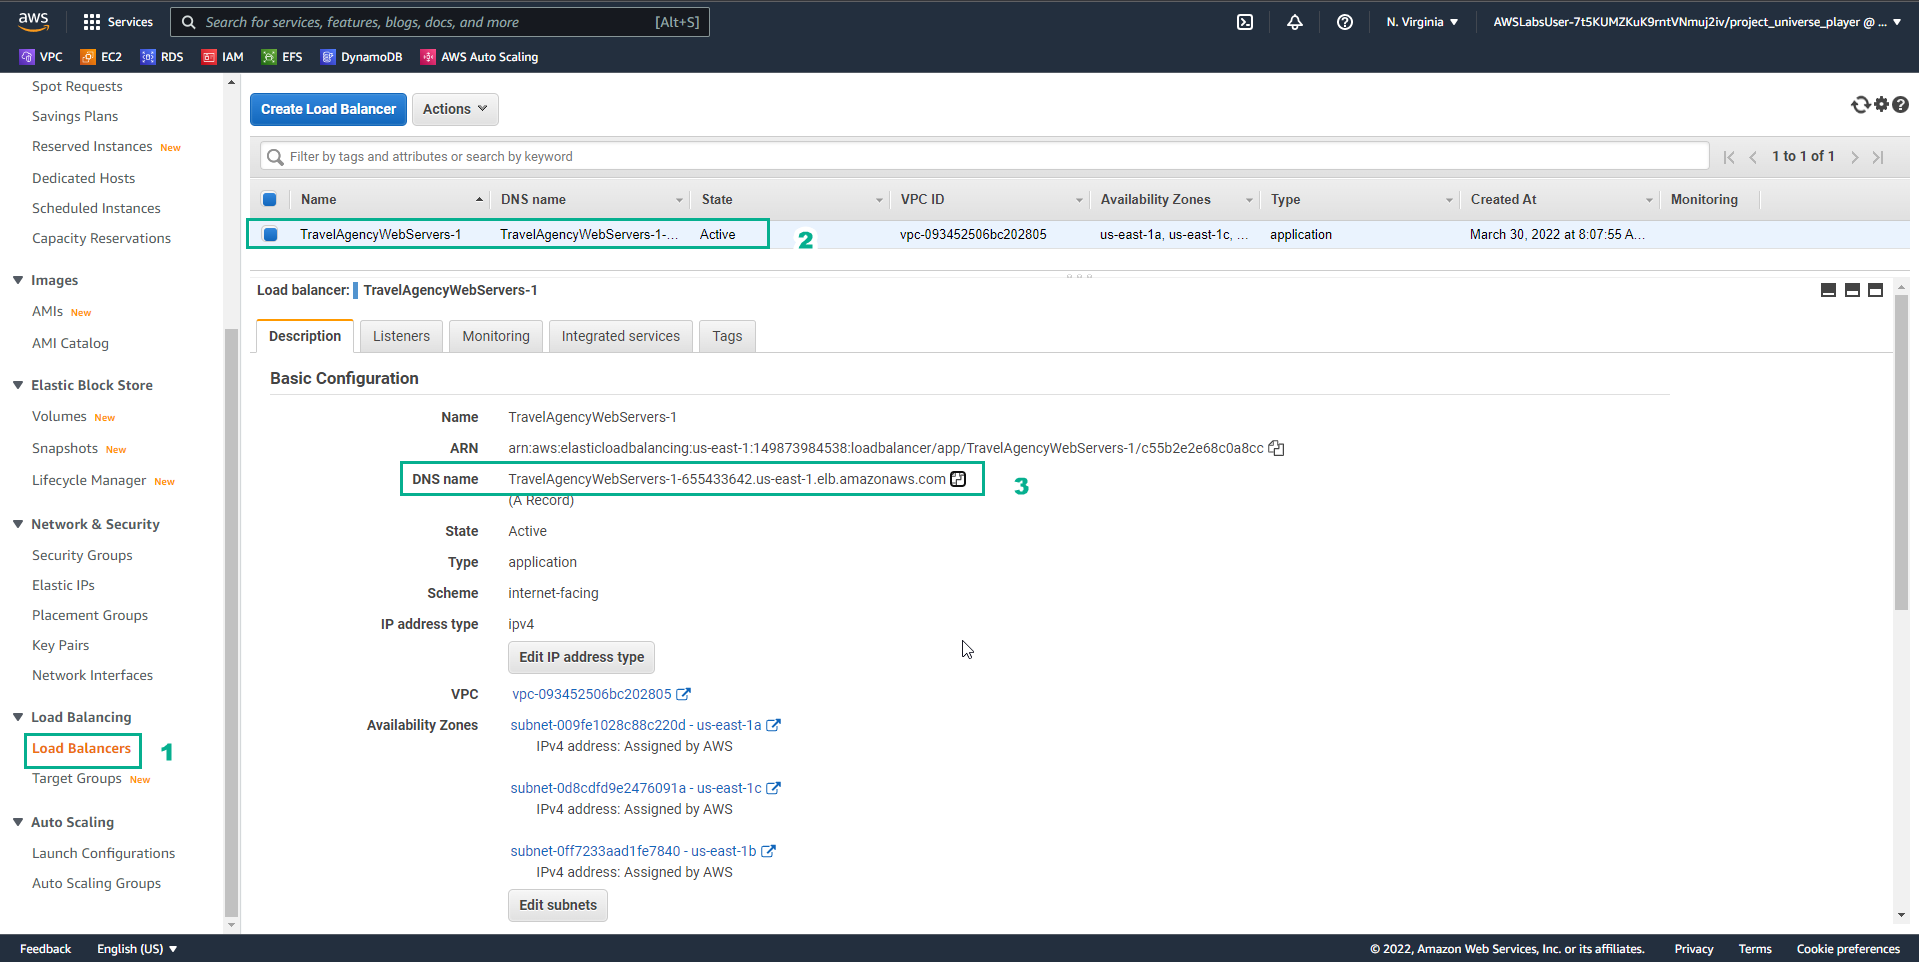 aws
Services
Search for services, features, blogs, docs, and more [Alt+S]
N. Virginia
AWSLabsUser-7t5KUMZKuK9rntVNmuj2iv/project_universe_player @ ...
VPC EC2 RDS IAM EFS DynamoDB AWS Auto Scaling
Spot Requests
Savings Plans
Reserved Instances New
Dedicated Hosts
Scheduled Instances
Capacity Reservations
Images
AMIs New
AMI Catalog
Elastic Block Store
Volumes New
Snapshots New
Lifecycle Manager New
Network & Security
Security Groups
Elastic IPs
Placement Groups
Key Pairs
Network Interfaces
Load Balancing
Load Balancers 1
Target Groups New
Auto Scaling
Launch Configurations
Auto Scaling Groups
Create Load Balancer Actions
Filter by tags and attributes or search by keyword
1 to 1 of 1
Name DNS name State VPC ID Availability Zones Type Created At Monitoring
TravelAgencyWebServers-1 TravelAgencyWebServers-1-... Active 2 vpc-093452506bc202805 us-east-1a, us-east-1c, ... application March 30, 2022 at 8:07:55 A...
Load balancer: TravelAgencyWebServers-1
Description Listeners Monitoring Integrated services Tags
Basic Configuration
Name TravelAgencyWebServers-1
ARN arn:aws:elasticloadbalancing:us-east-1:149873984538:loadbalancer/app/TravelAgencyWebServers-1/c55b2e2e68c0a8cc
DNS name TravelAgencyWebServers-1-655433642.us-east-1.elb.amazonaws.com 3
(A Record)
State Active
Type application
Scheme internet-facing
IP address type ipv4
Edit IP address type
VPC vpc-093452506bc202805
Availability Zones subnet-009fe1028c88c220d - us-east-1a
IPv4 address: Assigned by AWS
subnet-0d8cdfd9e2476091a - us-east-1c
IPv4 address: Assigned by AWS
subnet-0ff7233aad1fe7840 - us-east-1b
IPv4 address: Assigned by AWS
Edit subnets
Feedback English (US)
© 2022, Amazon Web Services, Inc. or its affiliates. Privacy Terms Cookie preferences